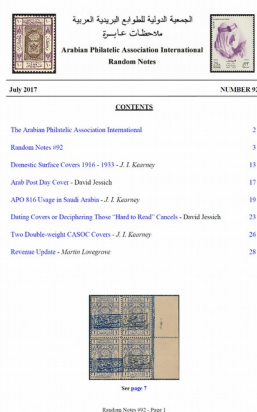 الجمعية الدولية للطوابع البريدية العربية
ملاحظات عابرة
Arabian Philatelic Association International
Random Notes
July 2017 NUMBER 92
CONTENTS
The Arabian Philatelic Association International 2
Random Notes #92 3
Domestic Surface Covers 1916 - 1933 - J. I. Kearney 13
Arab Post Day Cover - David Jessich 17
APO 816 Usage in Saudi Arabia - J. I. Kearney 19
Dating Covers or Deciphering Those "Hard to Read" Cancels - David Jessich 23
Two Double-weight CASOC Covers - J. I. Kearney 26
Revenue Update - Martin Lovegrove 28
See page 7
Random Notes #92 - Page 1